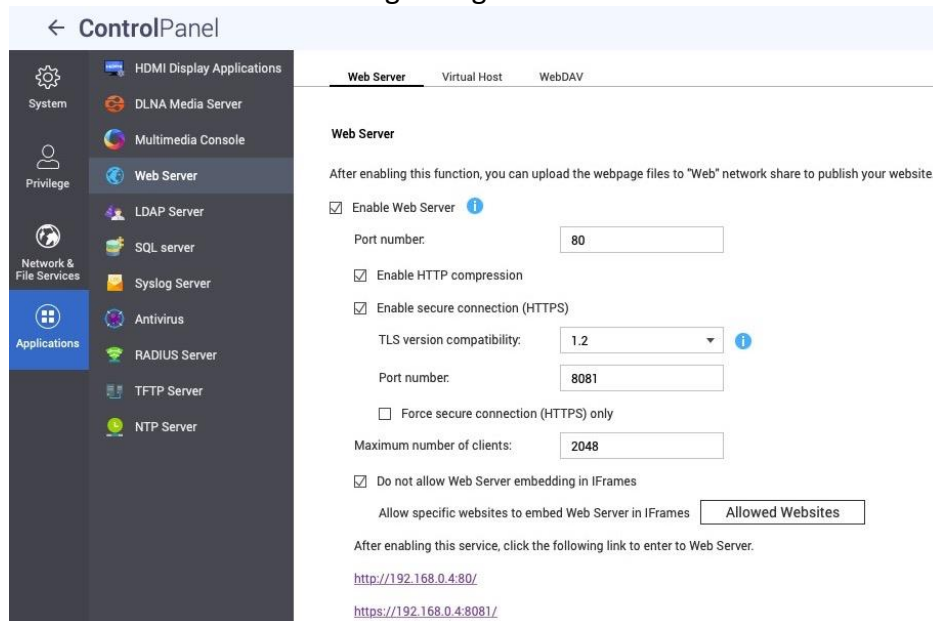 ← ControlPanel
System
Privilege
Network &
File Services
Applications
HDMI Display Applications
DLNA Media Server
Multimedia Console
Web Server
LDAP Server
SQL server
Syslog Server
Antivirus
RADIUS Server
TFTP Server
NTP Server
Web Server Virtual Host WebDAV
Web Server
After enabling this function, you can upload the webpage files to "Web" network share to publish your website
Enable Web Server
Port number: 80
Enable HTTP compression
Enable secure connection (HTTPS)
TLS version compatibility: 1.2
Port number: 8081
Force secure connection (HTTPS) only
Maximum number of clients: 2048
Do not allow Web Server embedding in IFrames
Allow specific websites to embed Web Server in IFrames Allowed Websites
After enabling this service, click the following link to enter to Web Server.
http://192.168.0.4:80/
https://192.168.0.4:8081/